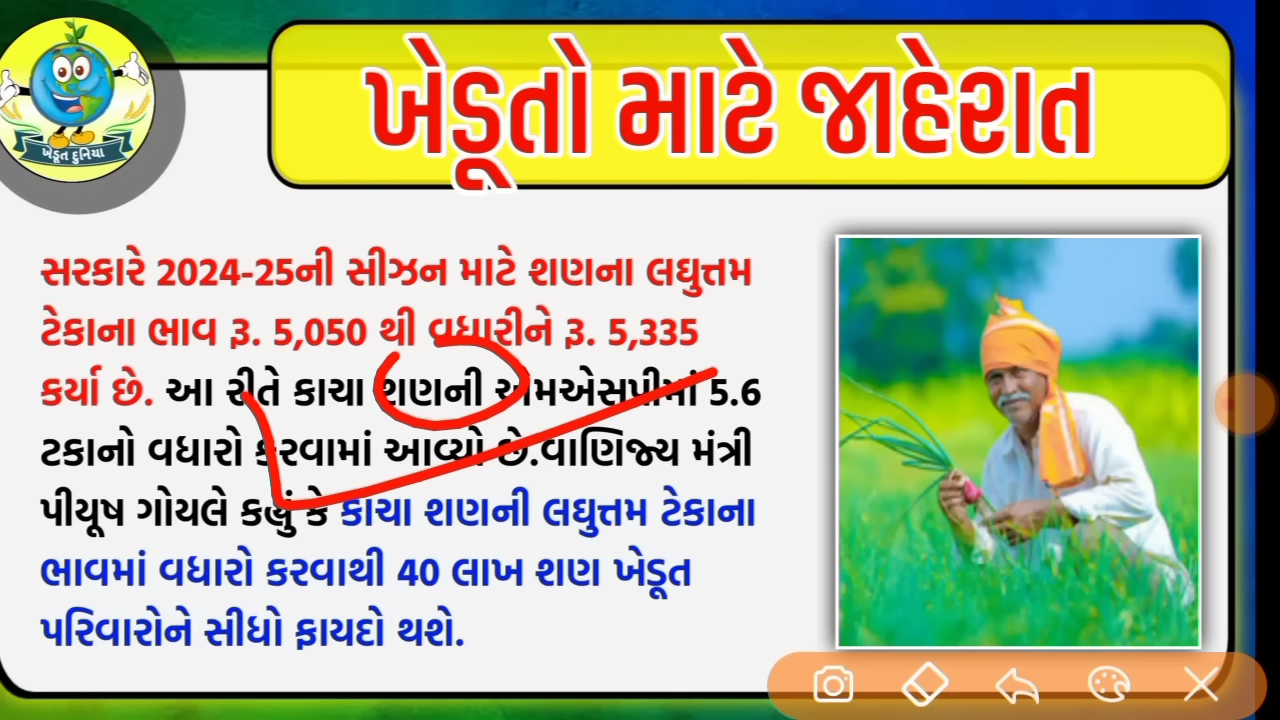 ખેડૂત દુનિયા
ખેડૂતો માટે જાહેરાત
સરકારે 2024-25ની સીઝન માટે શણના લઘુત્તમ
ટેકાના ભાવ રૂ. 5,050 થી વધારીને રૂ. 5,335
કર્યા છે. આ રીતે કાચા શણની એમએસપીમાં 5.6
ટકાનો વધારો કરવામાં આવ્યો છે.વાણિજ્ય મંત્રી
પીયૂષ ગોયલે કહ્યું કે કાચા શણની લઘુત્તમ ટેકાના
ભાવમાં વધારો કરવાથી 40 લાખ શણ ખેડૂત
પરિવારોને સીધો ફાયદો થશે.